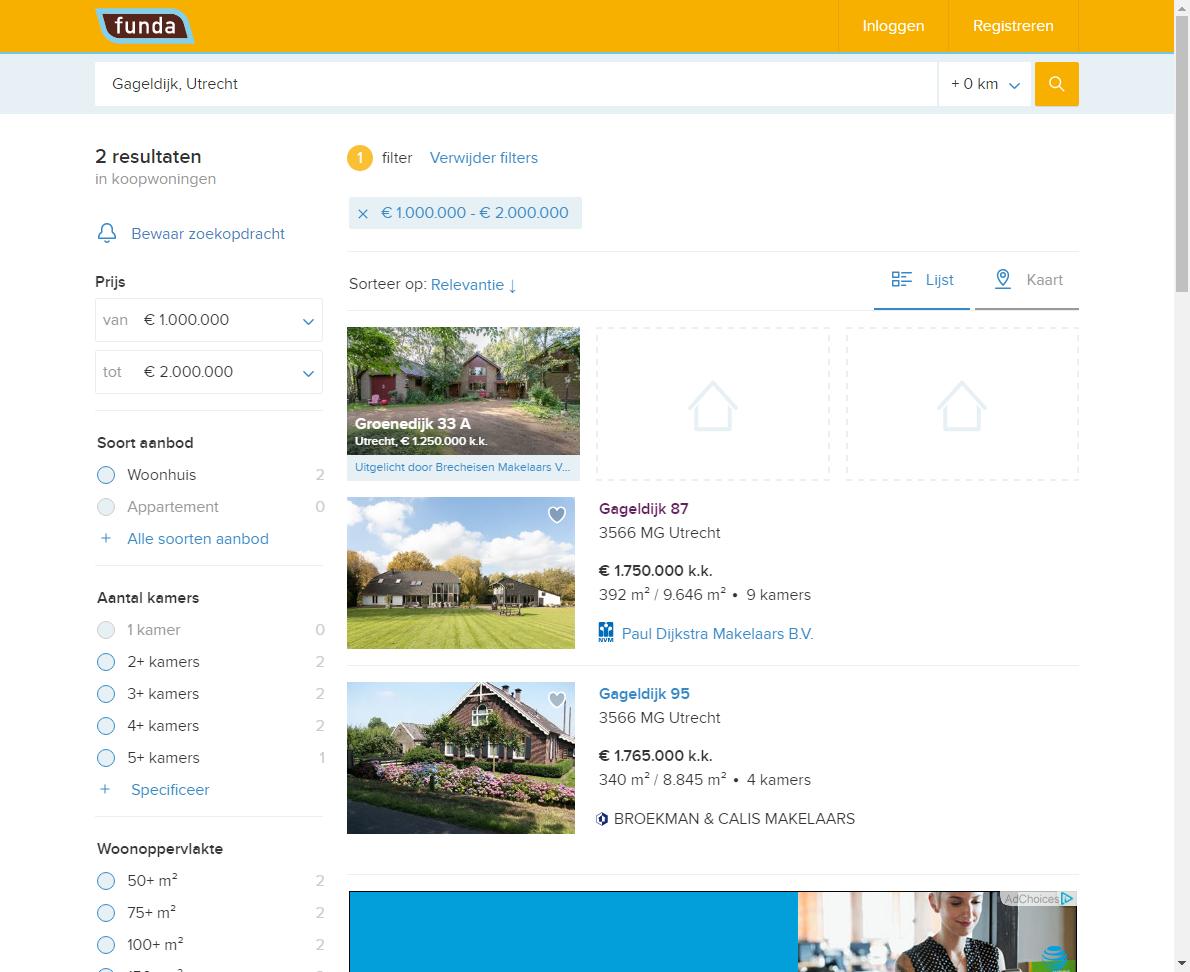 funda
Inloggen
Registreren
Gageldijk, Utrecht
+ 0 km
2 resultaten
in koopwoningen
Bewaar zoekopdracht
Prijs
van € 1.000.000
tot € 2.000.000
Soort aanbod
Woonhuis 2
Appartement 0
+ Alle soorten aanbod
Aantal kamers
1 kamer 0
2+ kamers 2
3+ kamers 2
4+ kamers 2
5+ kamers 1
+ Specificeer
Woonoppervlakte
50+ m² 2
75+ m² 2
100+ m² 2
1 filter Verwijder filters
× € 1.000.000 - € 2.000.000
Sorteer op: Relevantie ↓
Lijst
Kaart
Groenedijk 33 A
Utrecht, € 1.250.000 k.k.
Uitgelicht door Brecheisen Makelaars V...
Gageldijk 87
3566 MG Utrecht
€ 1.750.000 k.k.
392 m² / 9.646 m² • 9 kamers
NVM Paul Dijkstra Makelaars B.V.
Gageldijk 95
3566 MG Utrecht
€ 1.765.000 k.k.
340 m² / 8.845 m² • 4 kamers
BROEKMAN & CALIS MAKELAARS
AdChoices